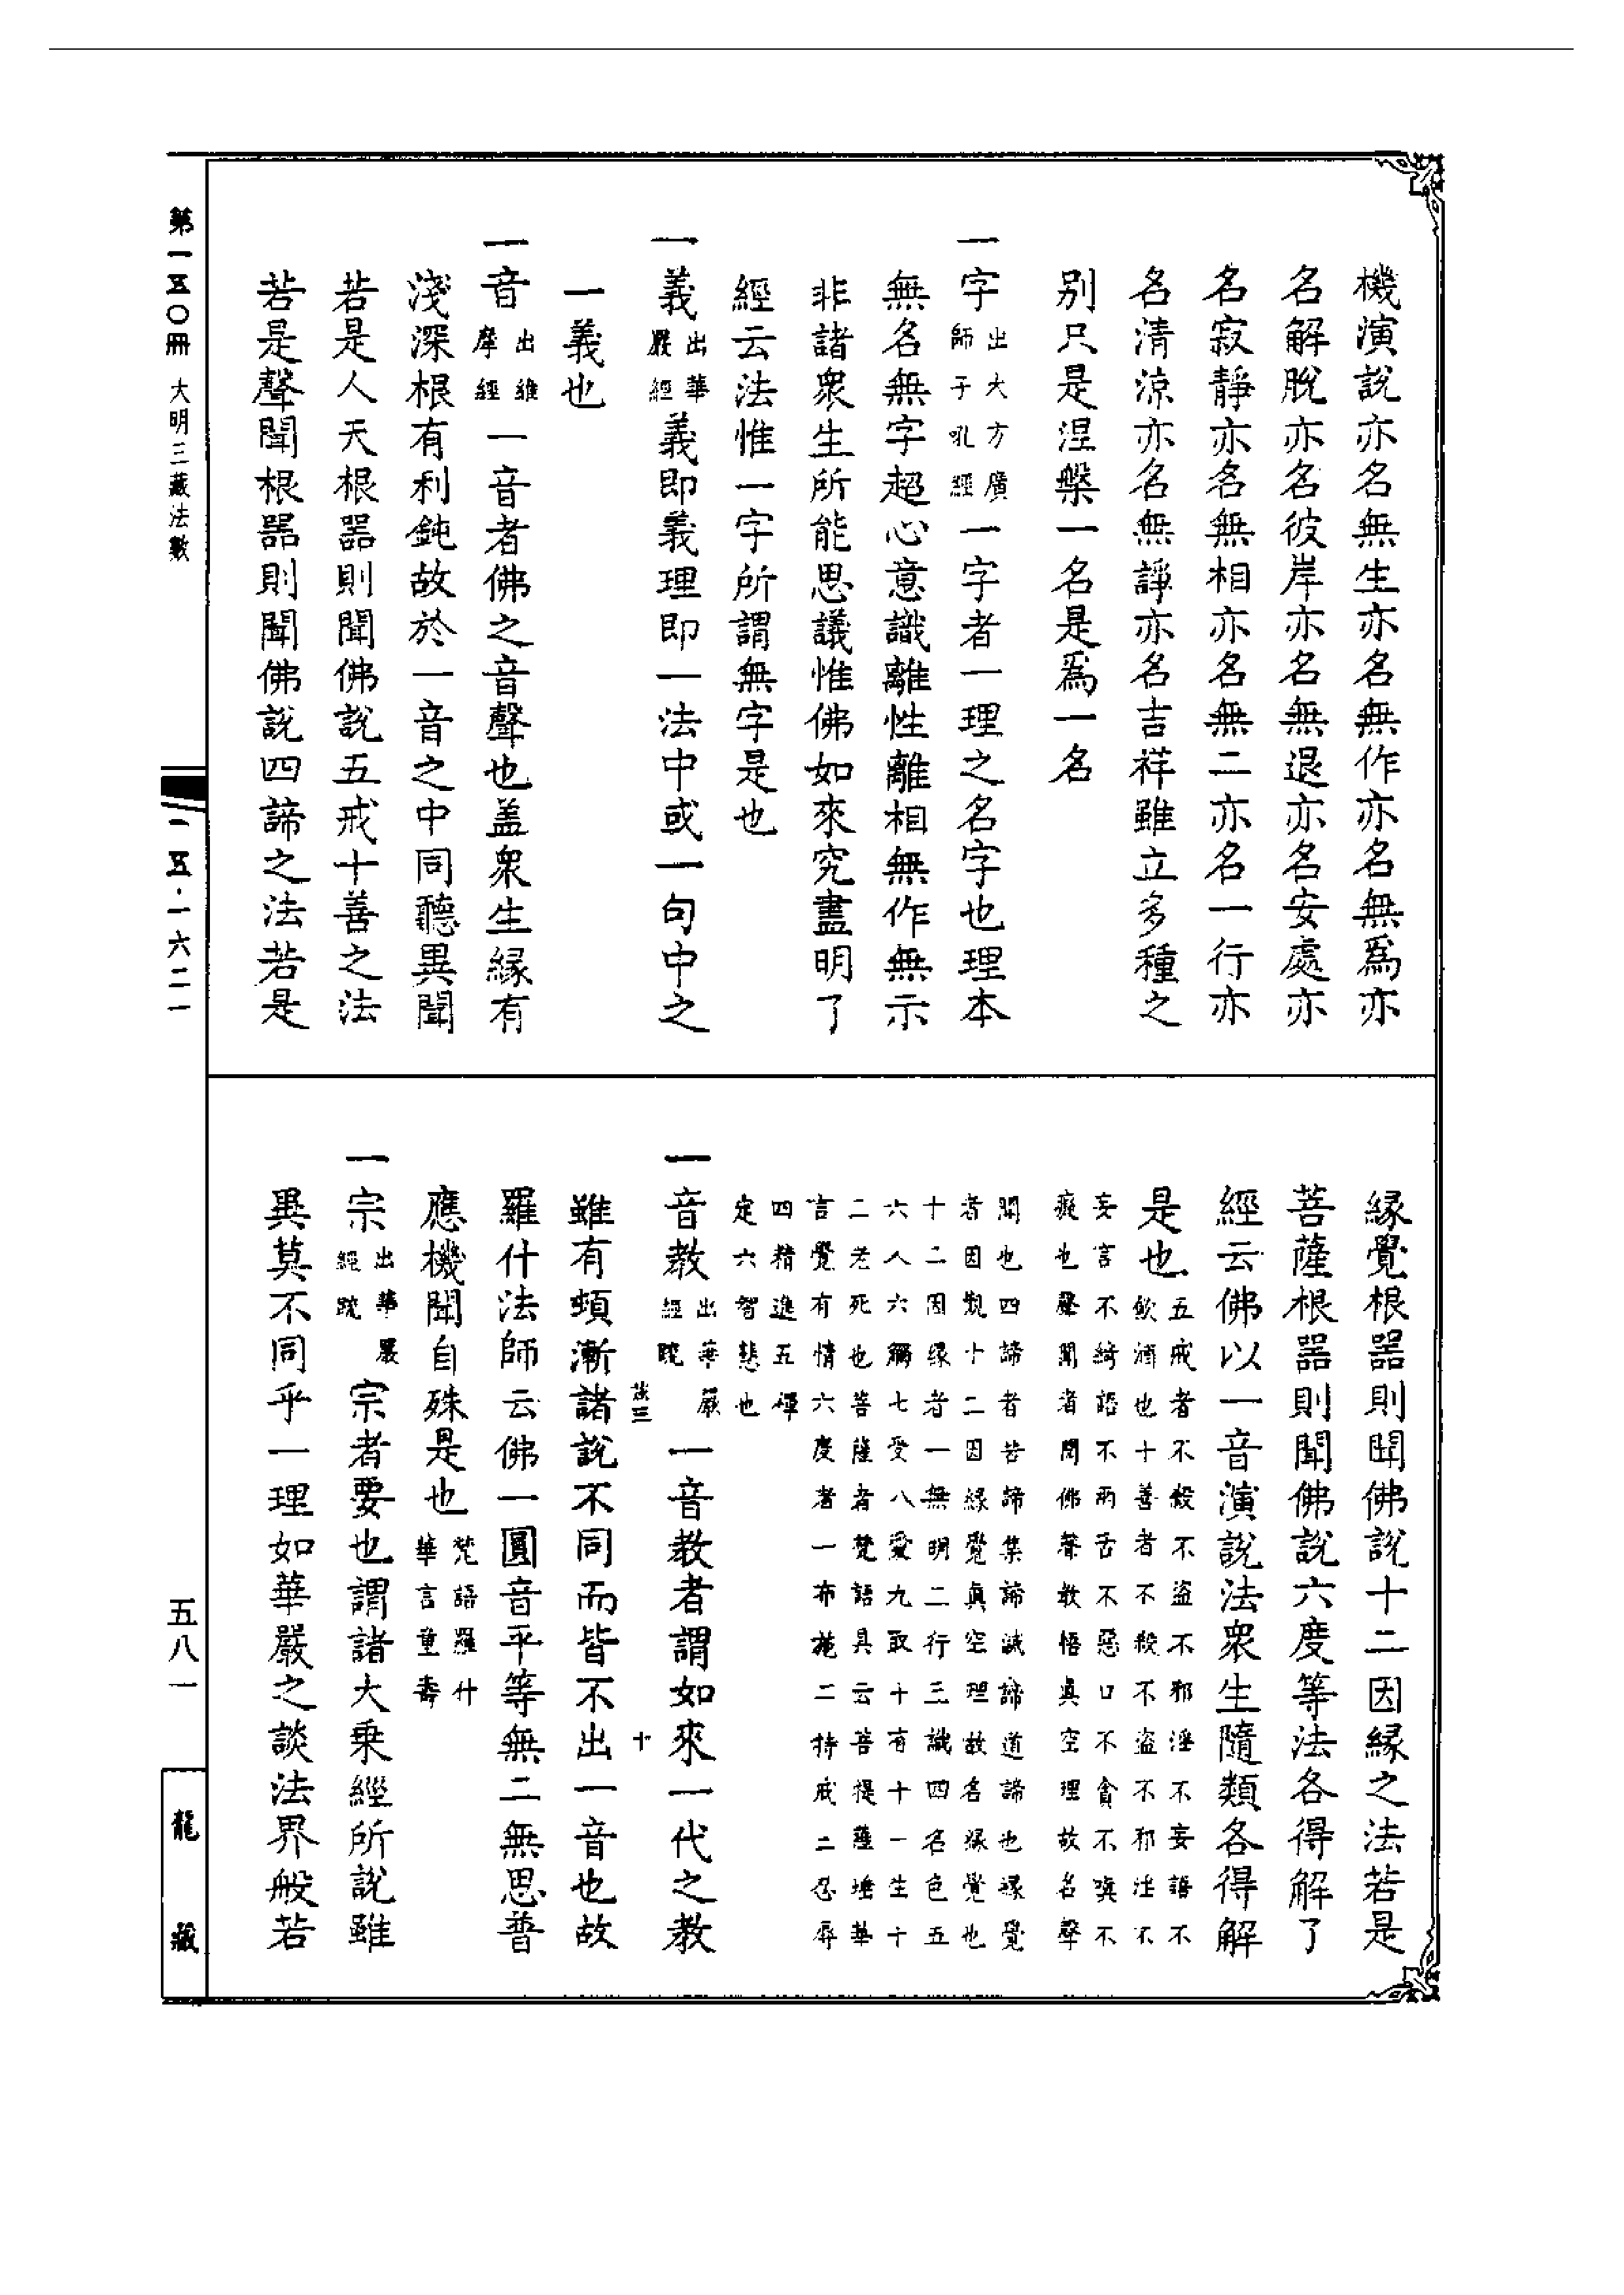 機演說亦名無生亦名無作亦名無爲亦
名解脫亦名彼岸亦名無退亦名安處亦
名寂靜亦名無相亦名無二亦名一行亦
名清涼亦名無諍亦名吉祥雖立多種之
別只是涅槃一名是爲一名
一字出大方廣師子吼經一字者一理之名字也理本
無名無字超心意識離性離相無作無示
非諸衆生所能思議惟佛如來究盡明了
經云法惟一字所謂無字是也
一義出華嚴經義即義理即一法中或一句中之
一義也
一音出維摩經一音者佛之音聲也盖衆生緣有
淺深根有利鈍故於一音之中同聽異聞
若是人天根器則聞佛說五戒十善之法
若是聲聞根器則聞佛說四諦之法若是
緣覺根器則聞佛說十二因緣之法若是
菩薩根器則聞佛說六度等法各得解了
經云佛以一音演說法衆生隨類各得解
是也五戒者不殺不盜不邪淫不妄語不
飲酒也十善者不殺不盜不邪淫不
妄言不綺語不兩舌不惡口不貪不嗔不
癡也聲聞者聞佛聲教悟真空理故名聲
聞也四諦者苦諦集諦滅諦道諦也緣覺
者因觀十二因緣覺真空理故名緣覺也
十二因緣者一無明二行三識四名色五
六入六觸七受八愛九取十有十一生十
二老死也菩薩者梵語具云菩提薩埵華
言覺有情六度者一布施二持戒三忍辱
四精進五禪
定六智慧也
一音教出華嚴經疏一音教者謂如來一代之教
談三
十
雖有頓漸諸說不同而皆不出一音也故
羅什法師云佛一圓音平等無二無思普
應機聞自殊是也梵語羅什華言童壽
一宗出華嚴經疏宗者要也謂諸大乘經所說雖
異莫不同乎一理如華嚴之談法界般若
第一五〇冊 大明三藏法數
一五·一六二一
五八一
龍藏